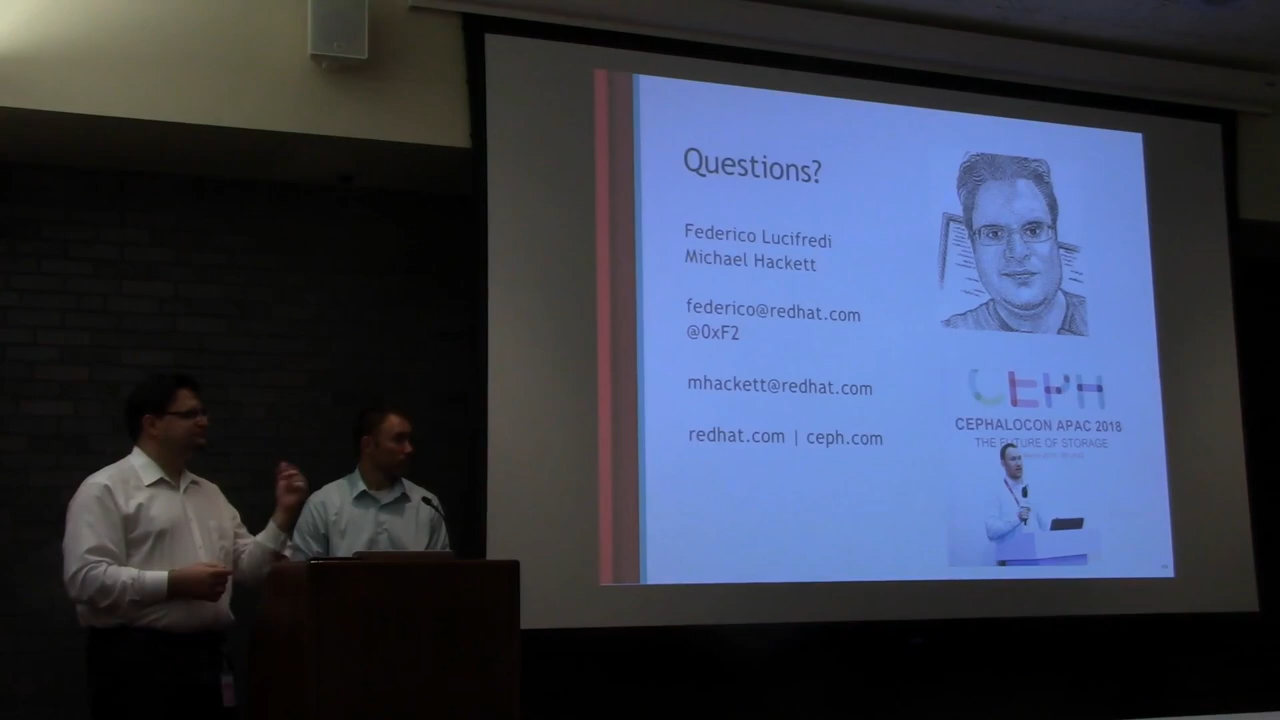 Questions?
Federico Lucifredi
Michael Hackett
federico@redhat.com
@0xF2
mhackett@redhat.com
redhat.com | ceph.com
CEPH
CEPHALOCON APAC 2018
THE FUTURE OF STORAGE